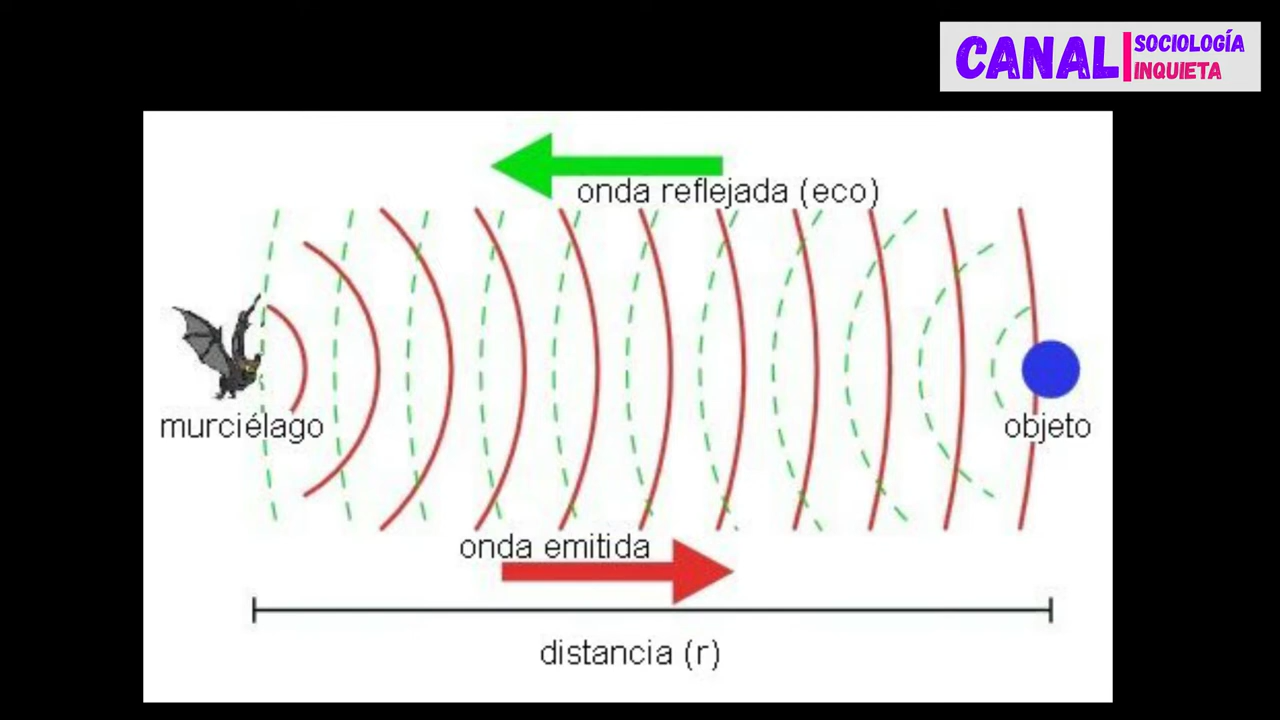 CANAL
SOCIOLOGÍA
INQUIETA
onda reflejada (eco)
murciélago
objeto
onda emitida
distancia (r)